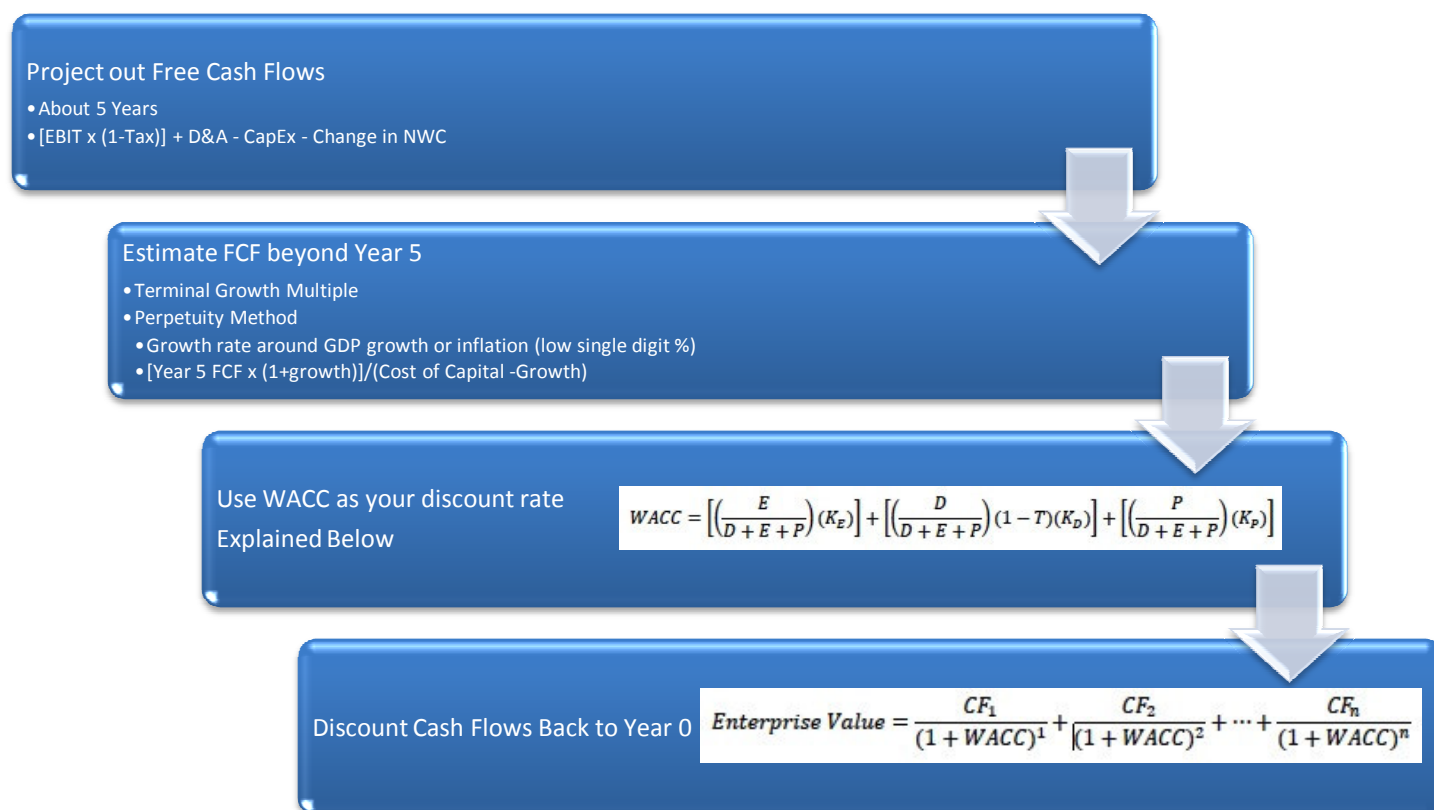 Project out Free Cash Flows
•About 5 Years
•[EBIT x (1-Tax)] + D&A - CapEx - Change in NWC
Estimate FCF beyond Year 5
•Terminal Growth Multiple
•Perpetuity Method
•Growth rate around GDP growth or inflation (low single digit %)
•[Year 5 FCF x (1+growth)]/(Cost of Capital -Growth)
Use WACC as your discount rate
Explained Below
WACC = [(E/(D + E + P))(K_E)] + [(D/(D + E + P))(1 − T)(K_D)] + [(P/(D + E + P))(K_P)]
Discount Cash Flows Back to Year 0
Enterprise Value = CF_1/(1 + WACC)^1 + CF_2/(1 + WACC)^2 + ⋯ + CF_n/(1 + WACC)^n